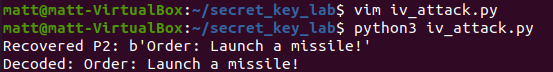 matt@matt-VirtualBox:~/secret_key_lab$ vim iv_attack.py
matt@matt-VirtualBox:~/secret_key_lab$ python3 iv_attack.py
Recovered P2: b'Order: Launch a missile!'
Decoded: Order: Launch a missile!